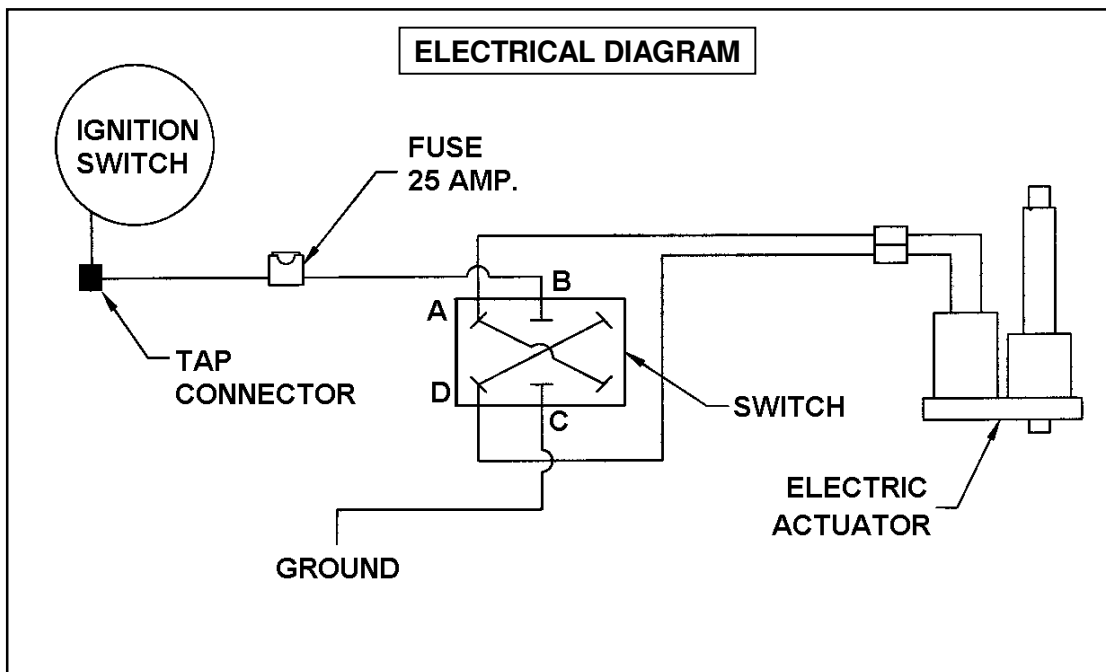 ELECTRICAL DIAGRAM
IGNITION
SWITCH
FUSE
25 AMP.
B
A
TAP
CONNECTOR
D
C
SWITCH
ELECTRIC
ACTUATOR
GROUND